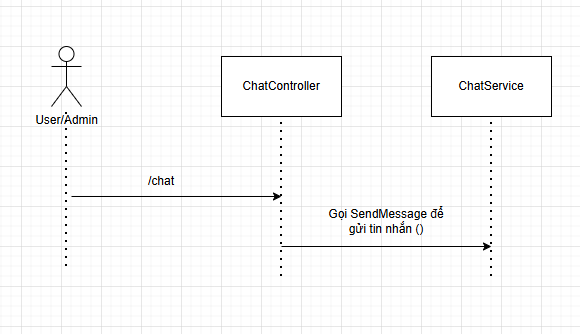 ChatController
ChatService
User/Admin
/chat
Gọi SendMessage để
gửi tin nhắn ()